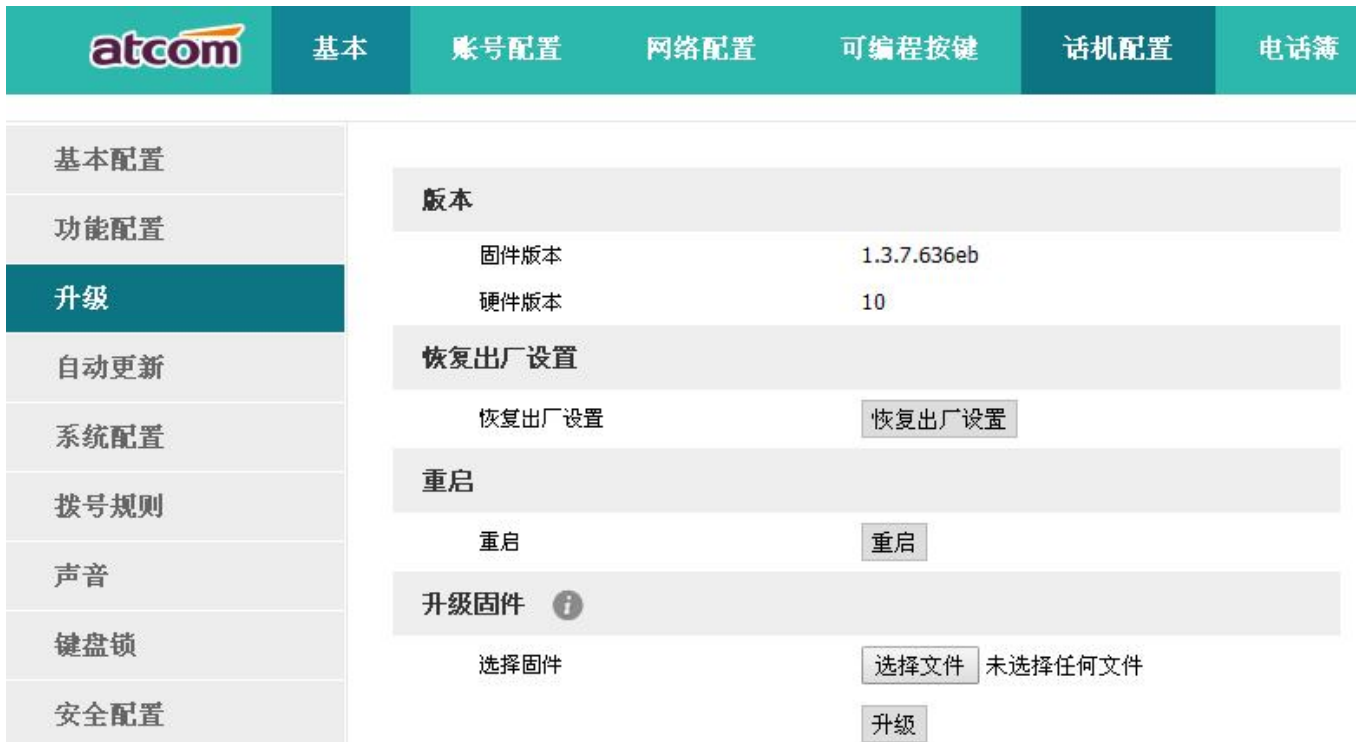 atcom 基本 账号配置 网络配置 可编程按键 话机配置 电话簿
基本配置
功能配置
升级
自动更新
系统配置
拨号规则
声音
键盘锁
安全配置
版本
固件版本 1.3.7.636eb
硬件版本 10
恢复出厂设置
恢复出厂设置 恢复出厂设置
重启
重启 重启
升级固件 i
选择固件 选择文件 未选择任何文件
升级